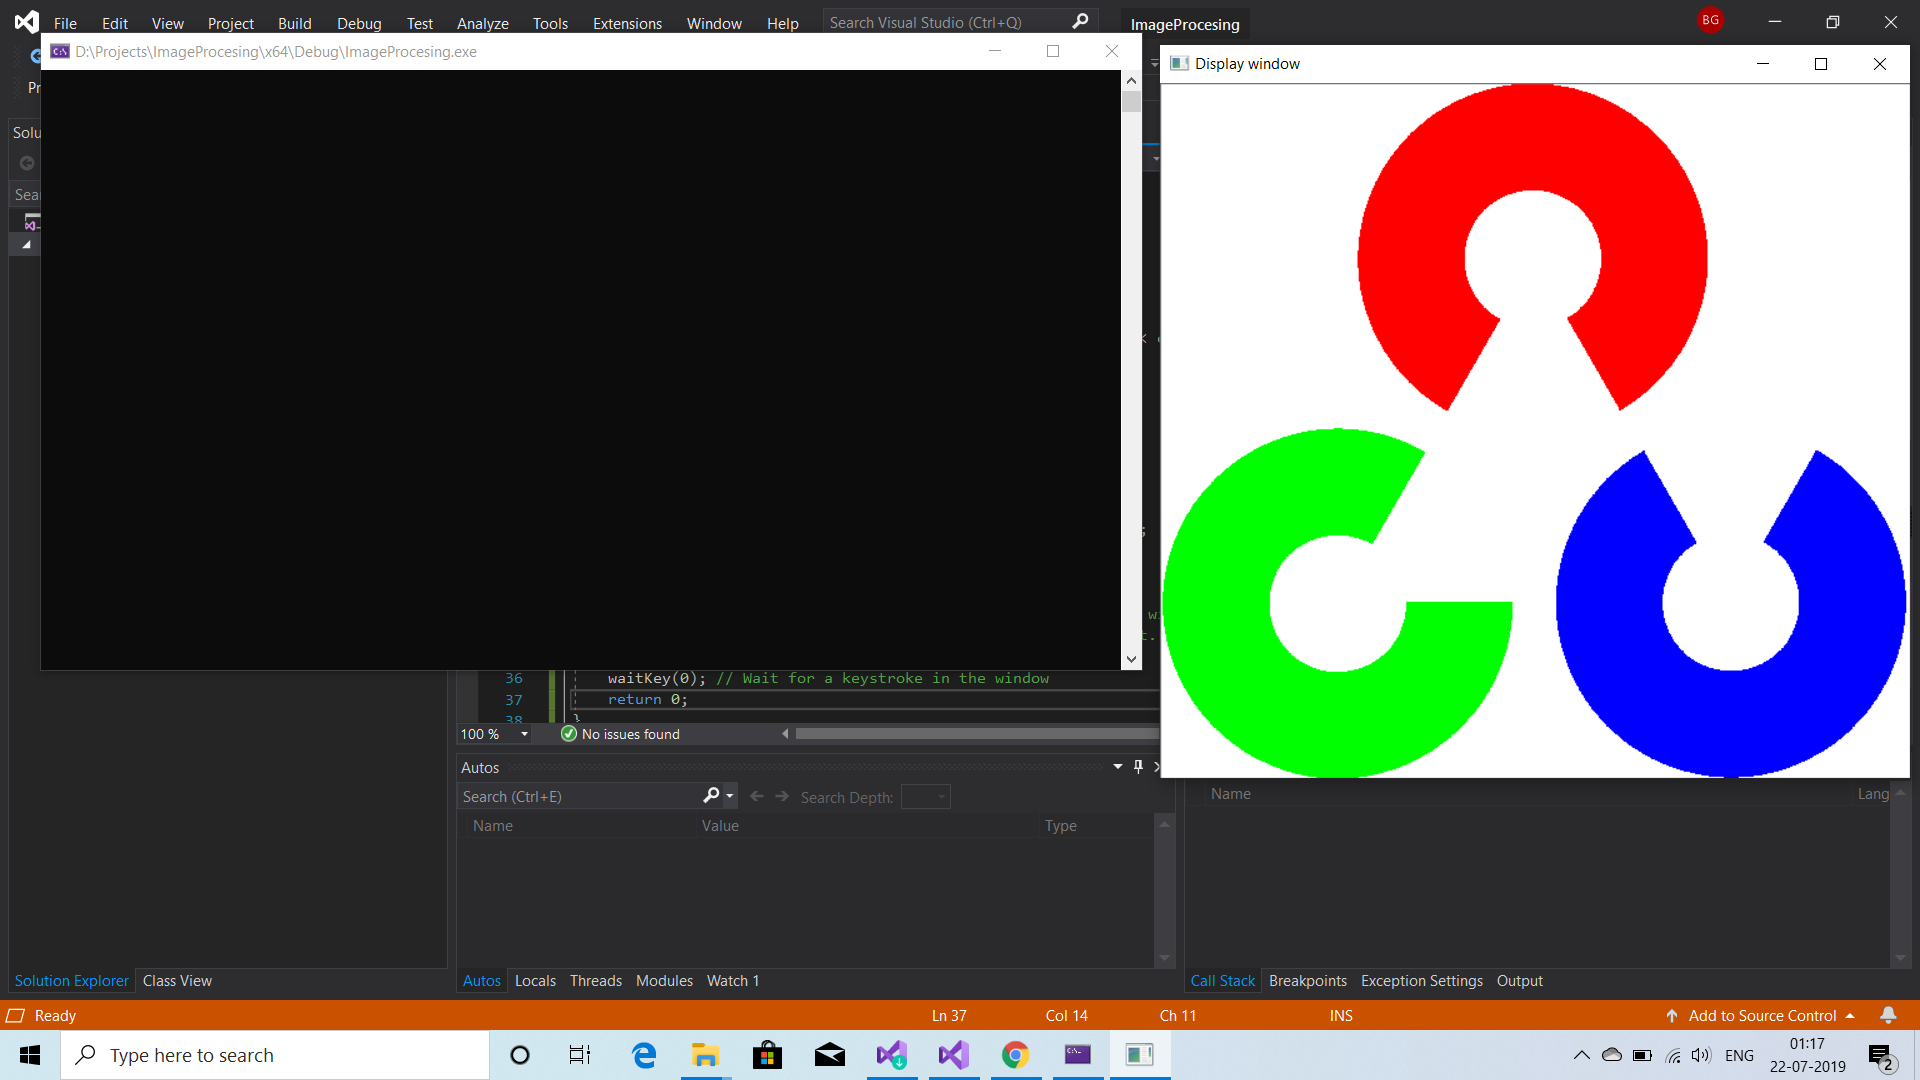 File Edit View Project Build Debug Test Analyze Tools Extensions Window Help Search Visual Studio (Ctrl+Q) ImageProcesing BG
D:\Projects\ImageProcesing\x64\Debug\ImageProcesing.exe
Display window
36 waitKey(0); // Wait for a keystroke in the window
37 return 0;
38 }
100 % No issues found
Autos
Search (Ctrl+E) Search Depth:
Name Value Type
Name Lang
Solution Explorer Class View
Autos Locals Threads Modules Watch 1
Call Stack Breakpoints Exception Settings Output
Ready Ln 37 Col 14 Ch 11 INS Add to Source Control
Type here to search
ENG
01:17
22-07-2019
2